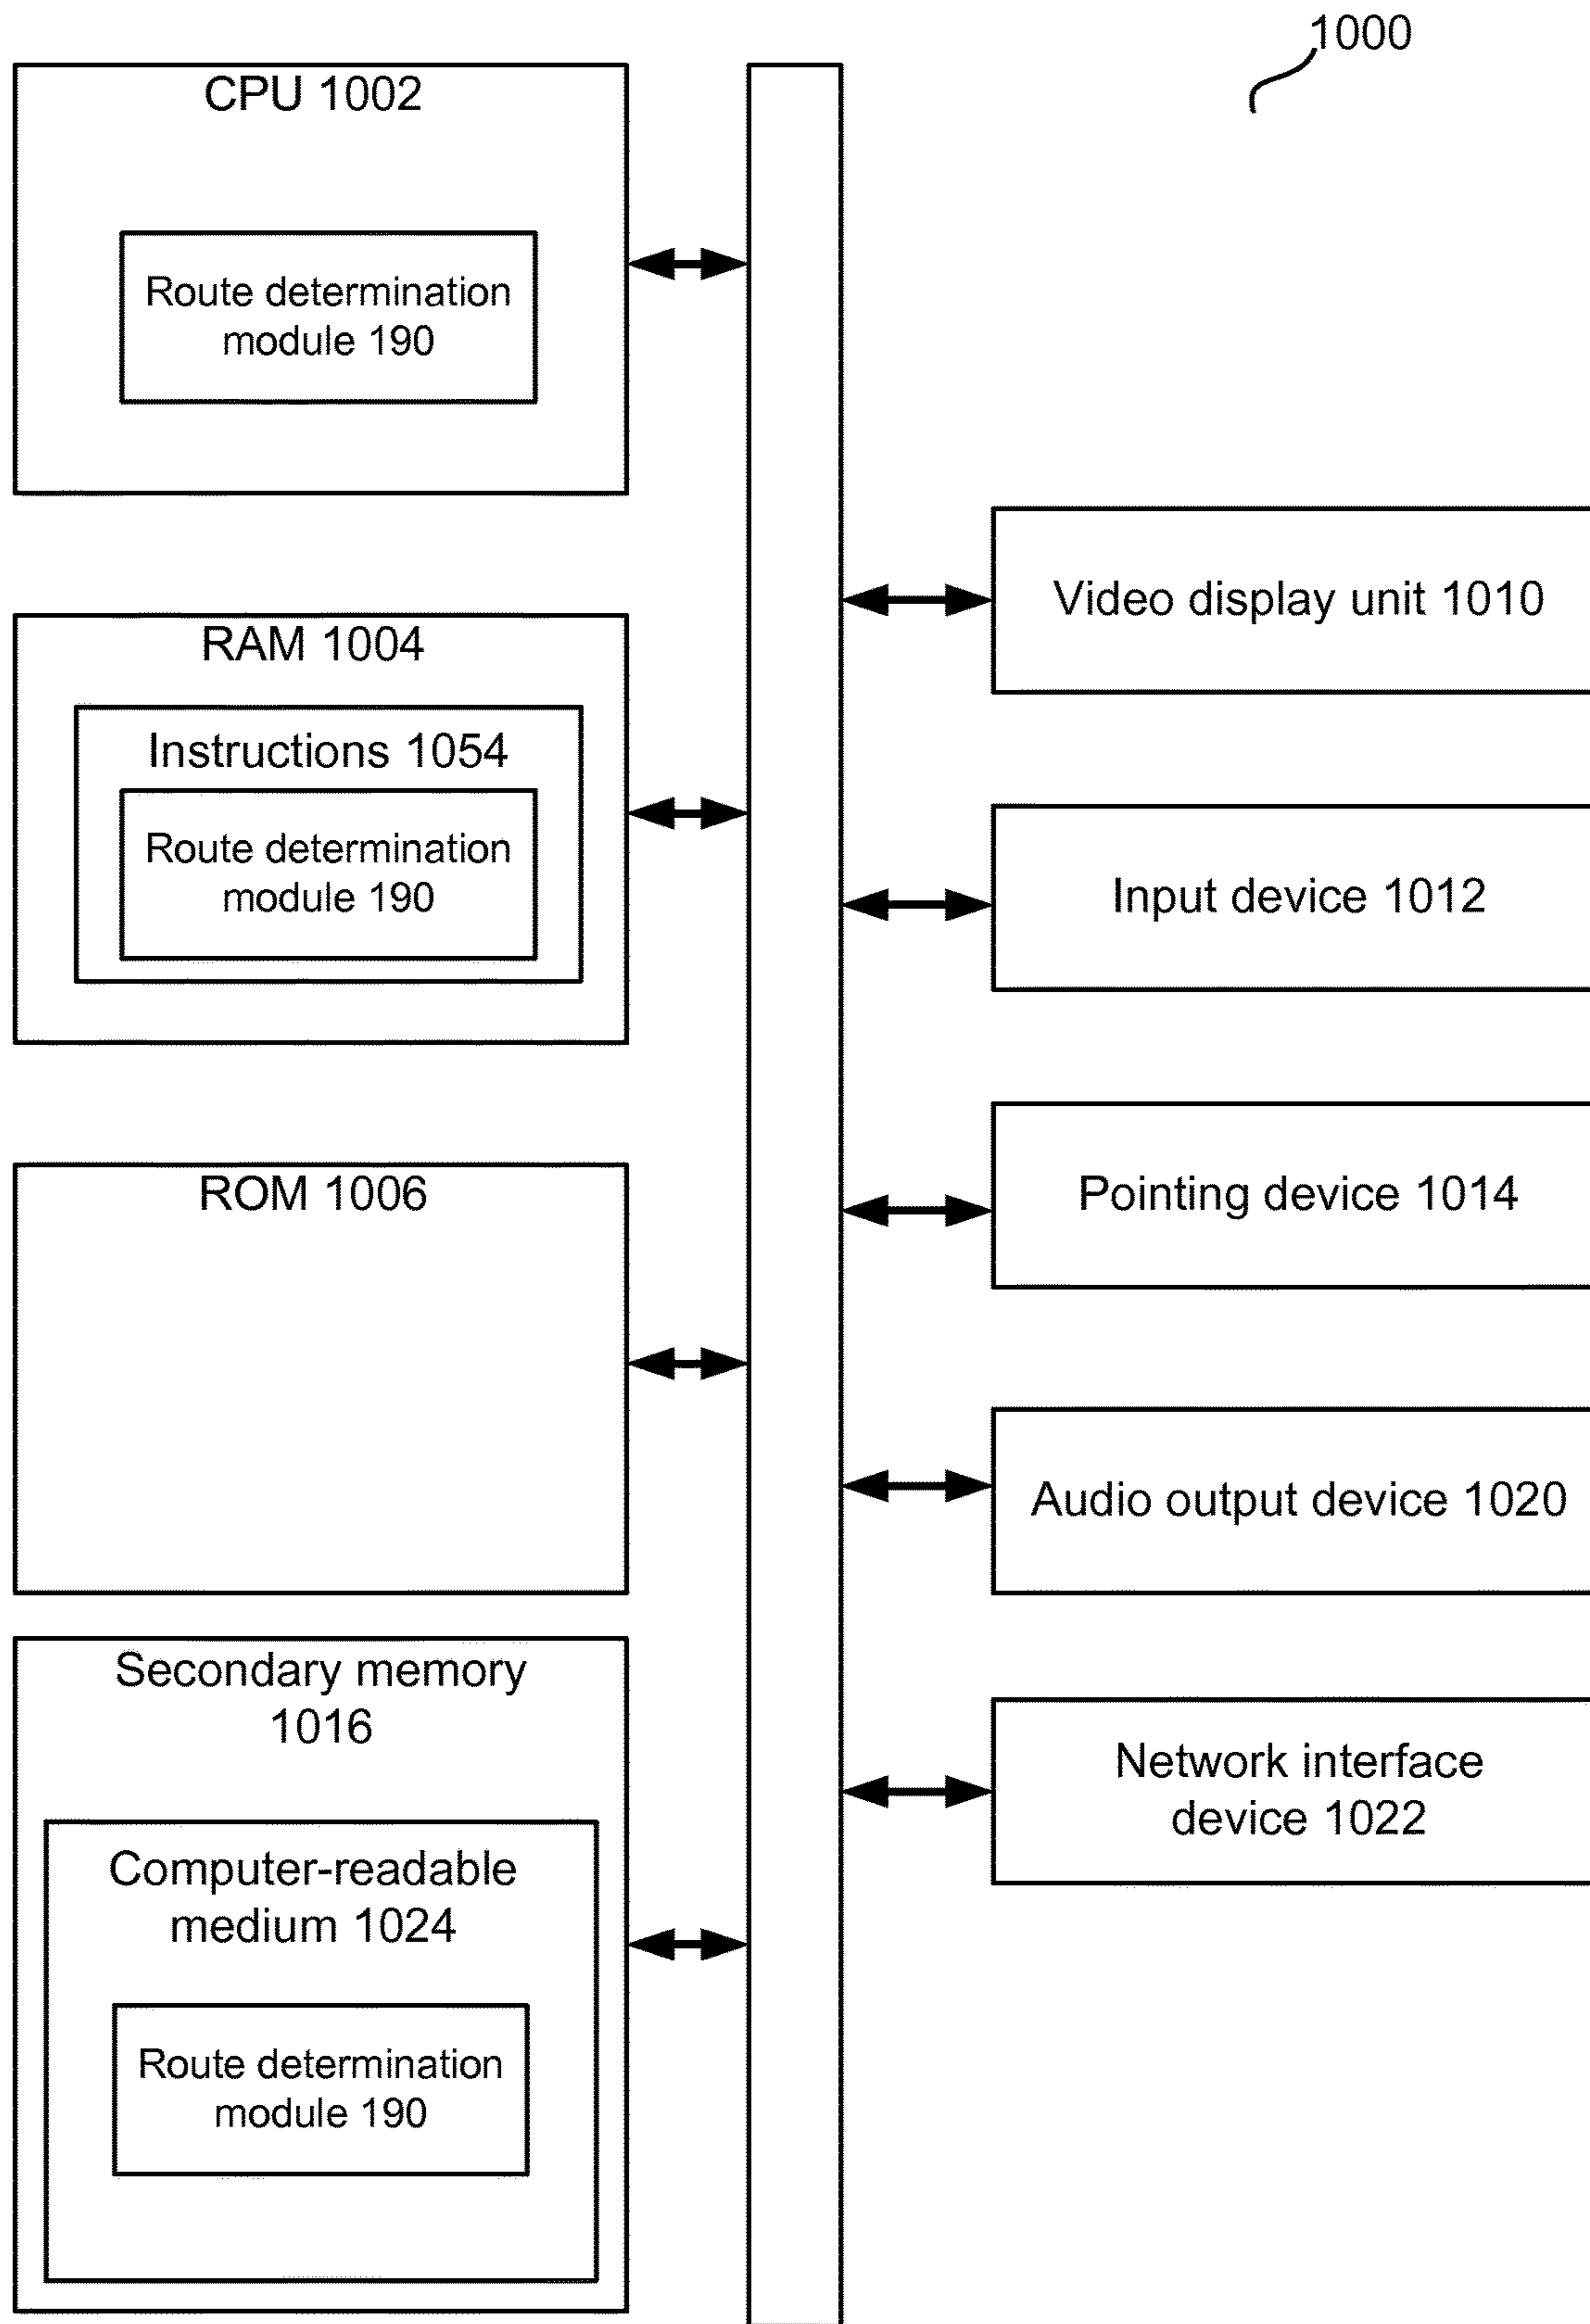 1000
CPU 1002
Route determination
module 190
RAM 1004
Instructions 1054
Route determination
module 190
ROM 1006
Secondary memory
1016
Computer-readable
medium 1024
Route determination
module 190
Video display unit 1010
Input device 1012
Pointing device 1014
Audio output device 1020
Network interface
device 1022